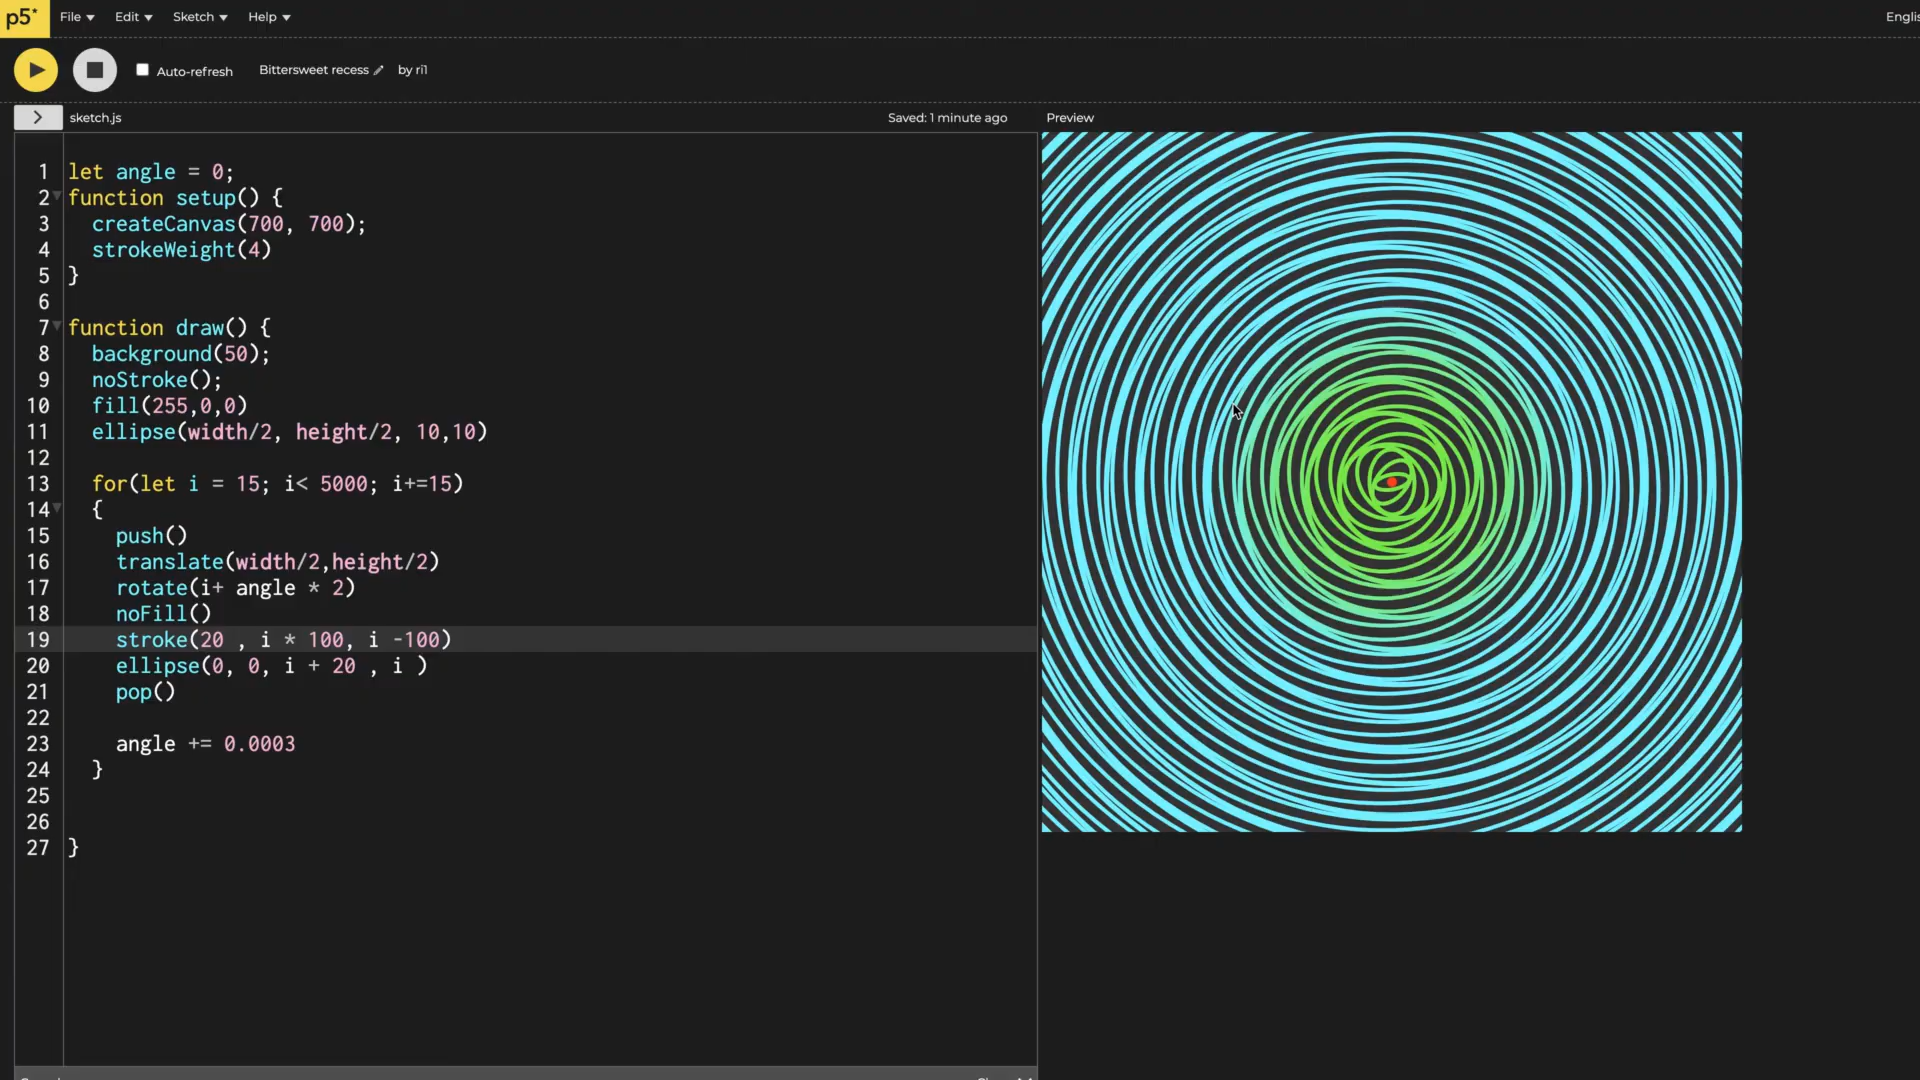 p5* File Edit Sketch Help Englis
Auto-refresh Bittersweet recess by ri1
sketch.js Saved: 1 minute ago Preview
1 let angle = 0;
2 function setup() {
3 createCanvas(700, 700);
4 strokeWeight(4)
5 }
6
7 function draw() {
8 background(50);
9 noStroke();
10 fill(255,0,0)
11 ellipse(width/2, height/2, 10,10)
12
13 for(let i = 15; i< 5000; i+=15)
14 {
15 push()
16 translate(width/2,height/2)
17 rotate(i+ angle * 2)
18 noFill()
19 stroke(20 , i * 100, i -100)
20 ellipse(0, 0, i + 20 , i )
21 pop()
22
23 angle += 0.0003
24 }
25
26
27 }